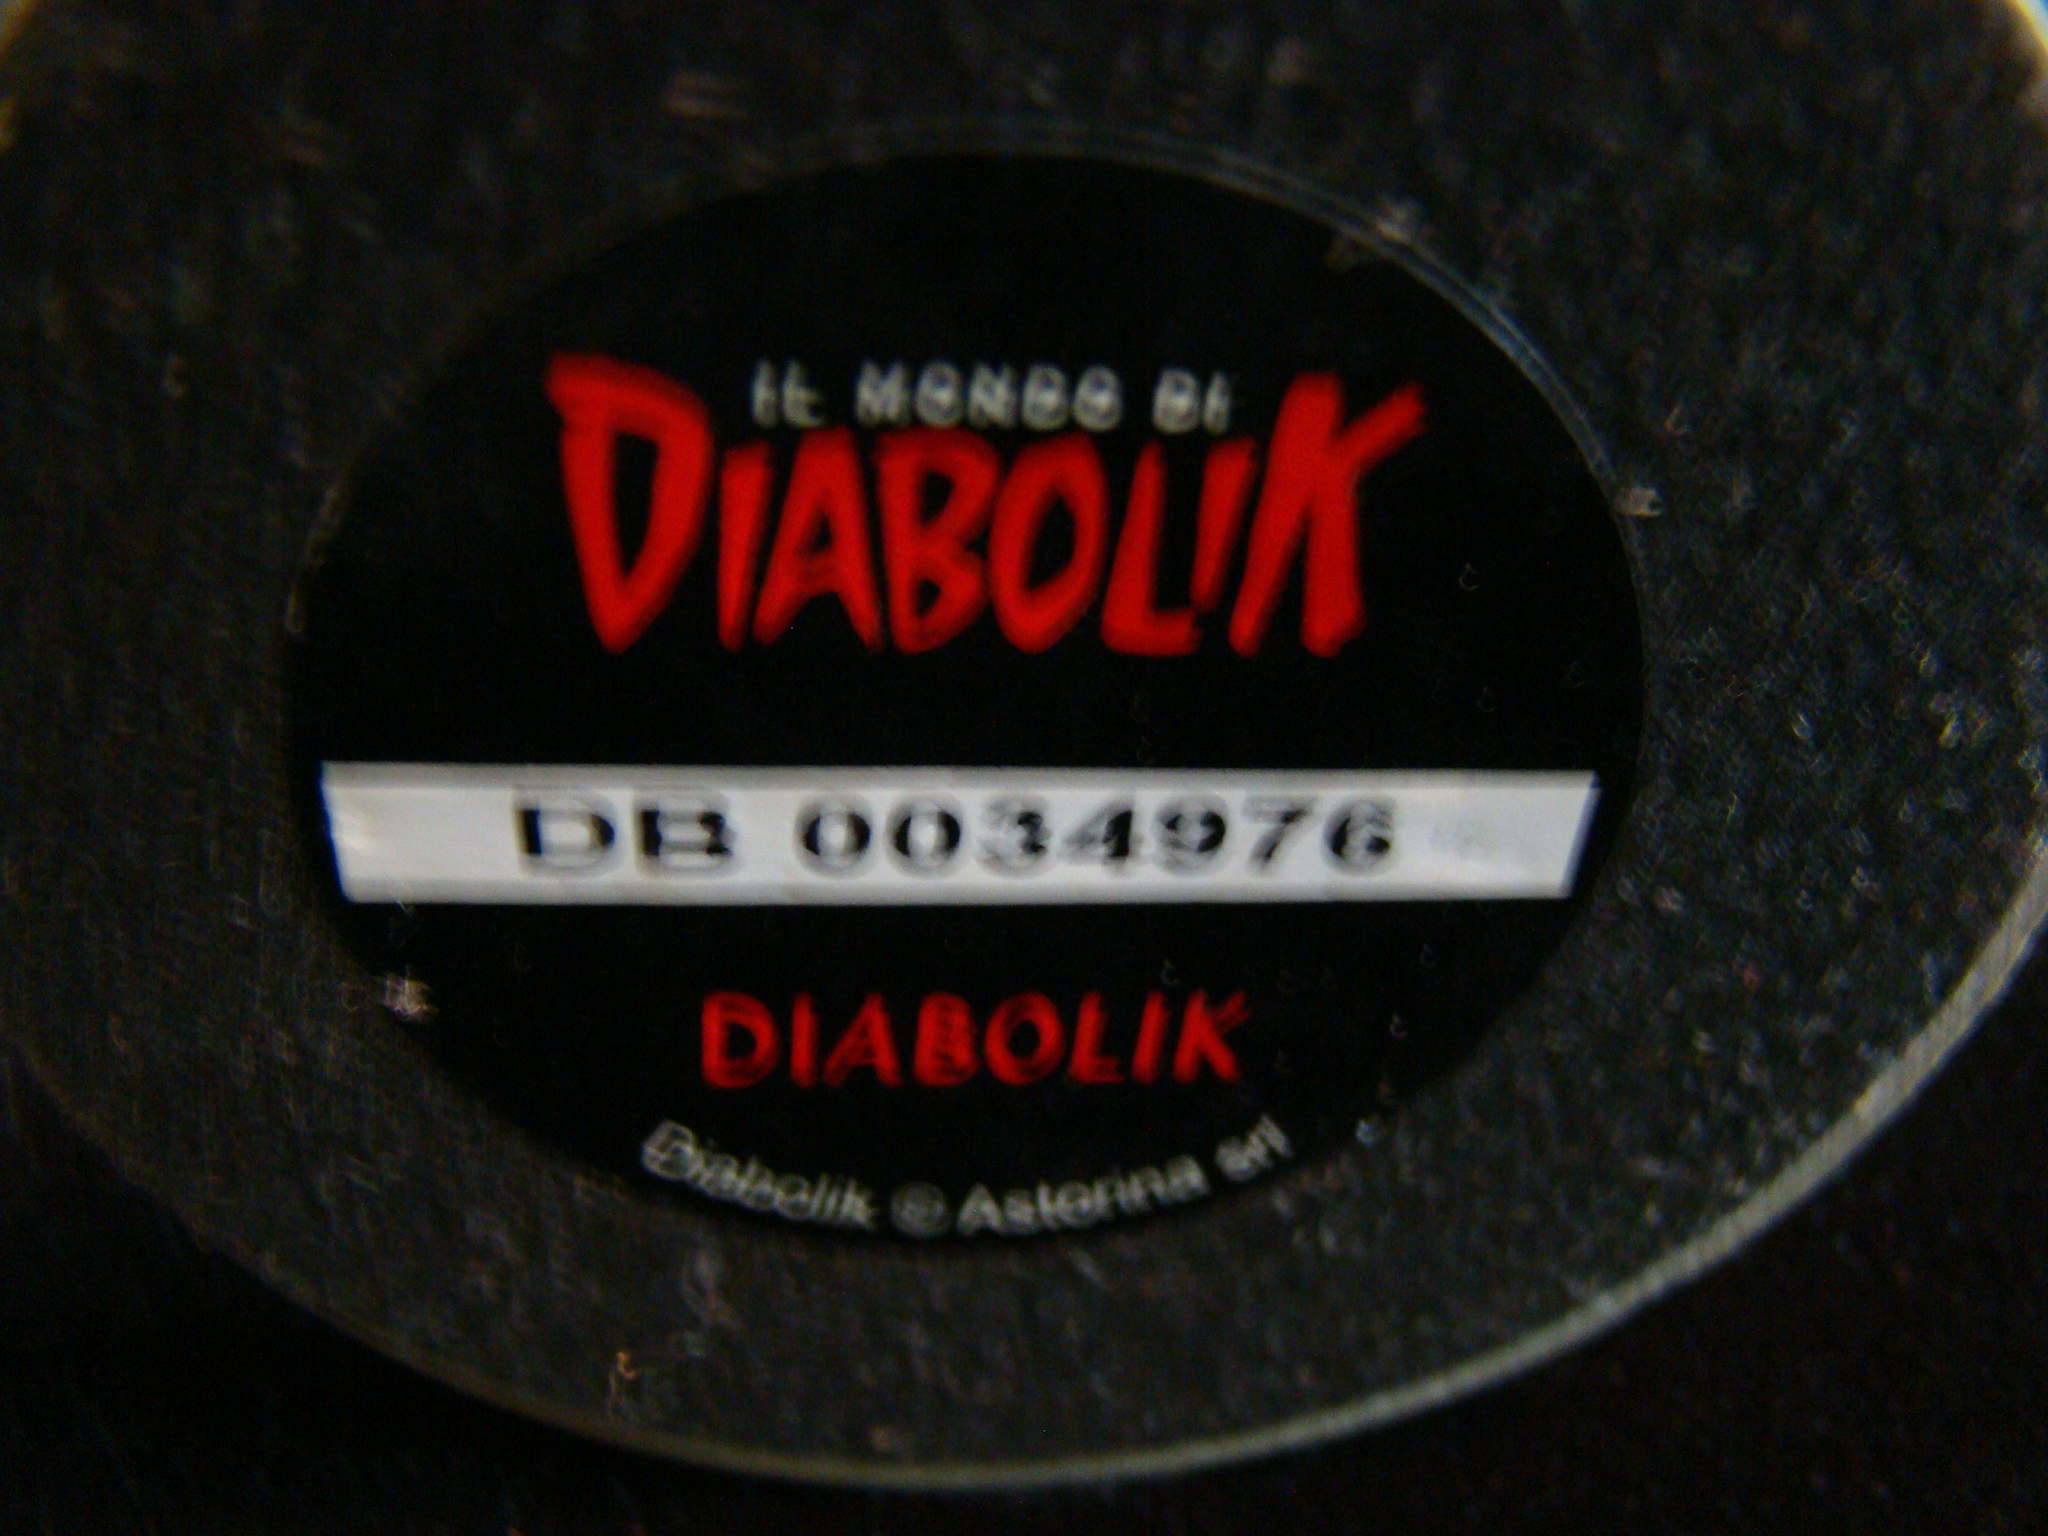 IL MONDO DI
DIABOLIK
DB 0034976
DIABOLIK
Diabolik © Astorina srl